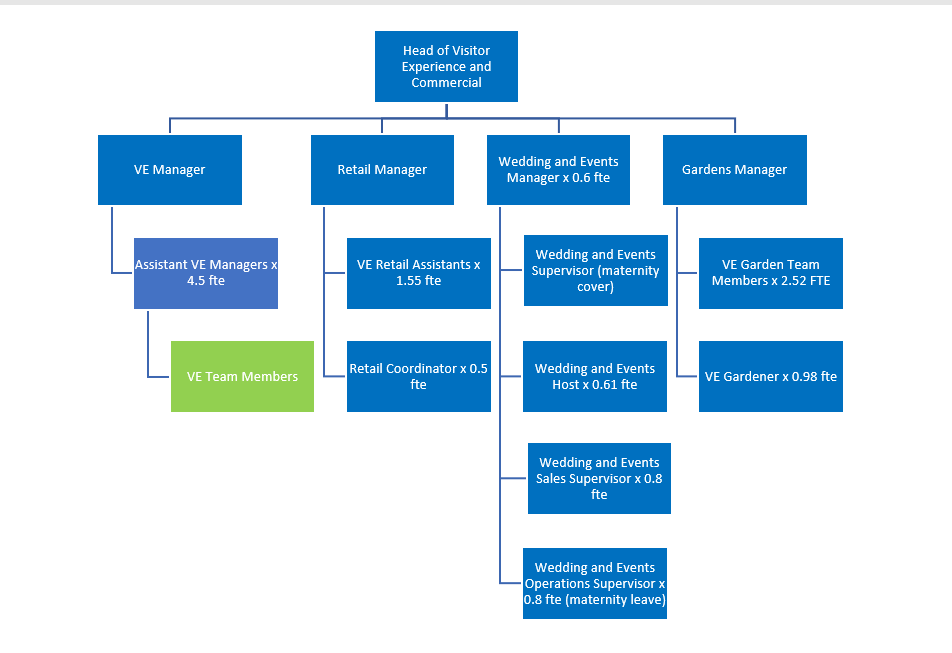 Head of Visitor
Experience and
Commercial
VE Manager
Retail Manager
Wedding and Events
Manager x 0.6 fte
Gardens Manager
Assistant VE Managers x
4.5 fte
VE Team Members
VE Retail Assistants x
1.55 fte
Retail Coordinator x 0.5
fte
Wedding and Events
Supervisor (maternity
cover)
Wedding and Events
Host x 0.61 fte
Wedding and Events
Sales Supervisor x 0.8
fte
Wedding and Events
Operations Supervisor x
0.8 fte (maternity leave)
VE Garden Team
Members x 2.52 FTE
VE Gardener x 0.98 fte